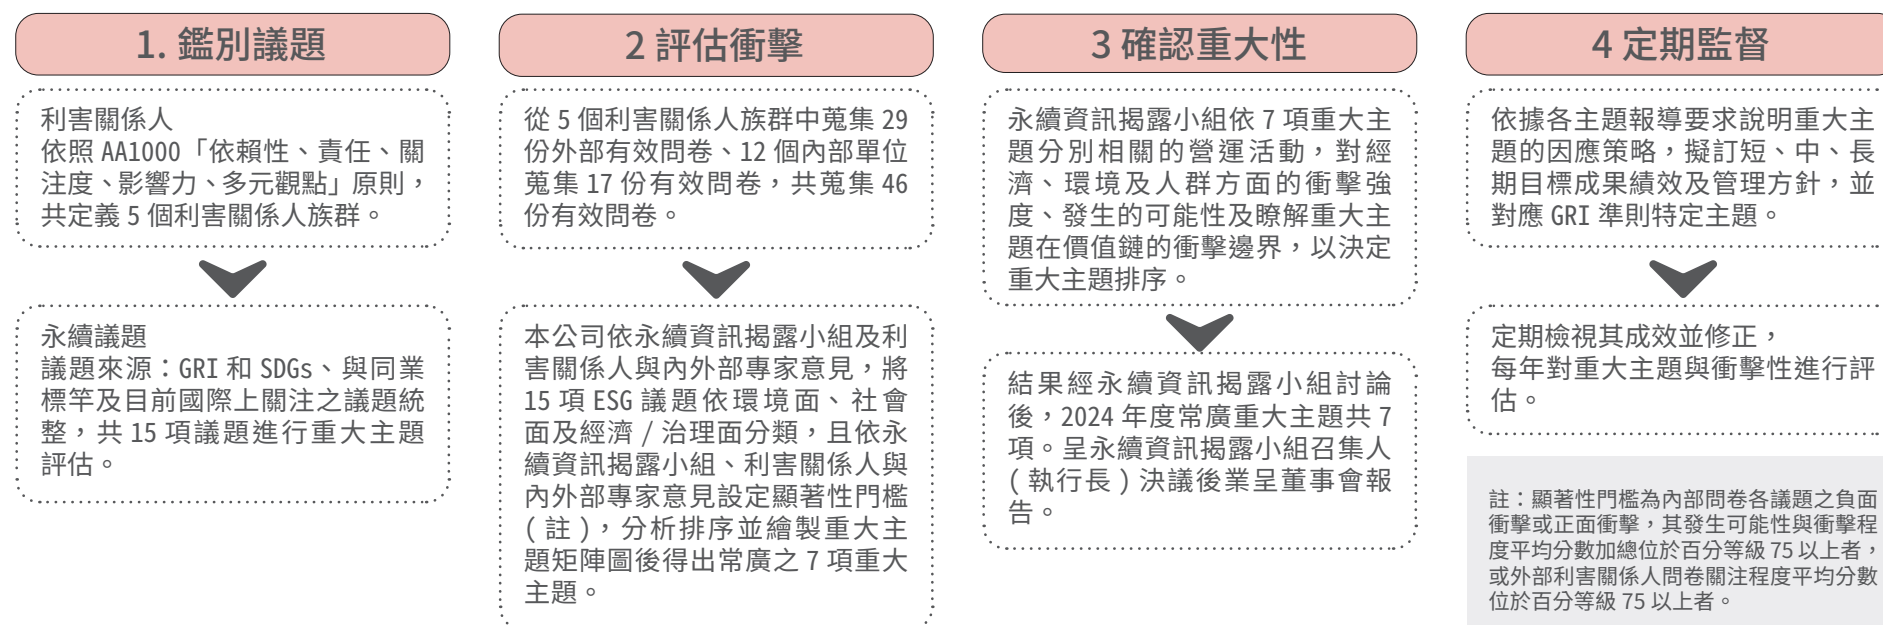 1. 鑑別議題
利害關係人
依照 AA1000「依賴性、責任、關
注度、影響力、多元觀點」原則，
共定義 5 個利害關係人族群。
永續議題
議題來源：GRI 和 SDGs、與同業
標竿及目前國際上關注之議題統
整，共 15 項議題進行重大主題
評估。
2 評估衝擊
從 5 個利害關係人族群中蒐集 29
份外部有效問卷、12 個內部單位
蒐集 17 份有效問卷，共蒐集 46
份有效問卷。
本公司依永續資訊揭露小組及利
害關係人與內外部專家意見，將
15 項 ESG 議題依環境面、社會
面及經濟 / 治理面分類，且依永
續資訊揭露小組、利害關係人與
內外部專家意見設定顯著性門檻
( 註 )，分析排序並繪製重大主
題矩陣圖後得出常廣之 7 項重大
主題。
3 確認重大性
永續資訊揭露小組依 7 項重大主
題分別相關的營運活動，對經
濟、環境及人群方面的衝擊強
度、發生的可能性及瞭解重大主
題在價值鏈的衝擊邊界，以決定
重大主題排序。
結果經永續資訊揭露小組討論
後，2024 年度常廣重大主題共 7
項。呈永續資訊揭露小組召集人
( 執行長 ) 決議後業呈董事會報
告。
4 定期監督
依據各主題報導要求說明重大主
題的因應策略，擬訂短、中、長
期目標成果績效及管理方針，並
對應 GRI 準則特定主題。
定期檢視其成效並修正，
每年對重大主題與衝擊性進行評
估。
註：顯著性門檻為內部問卷各議題之負面
衝擊或正面衝擊，其發生可能性與衝擊程
度平均分數加總位於百分等級 75 以上者，
或外部利害關係人問卷關注程度平均分數
位於百分等級 75 以上者。